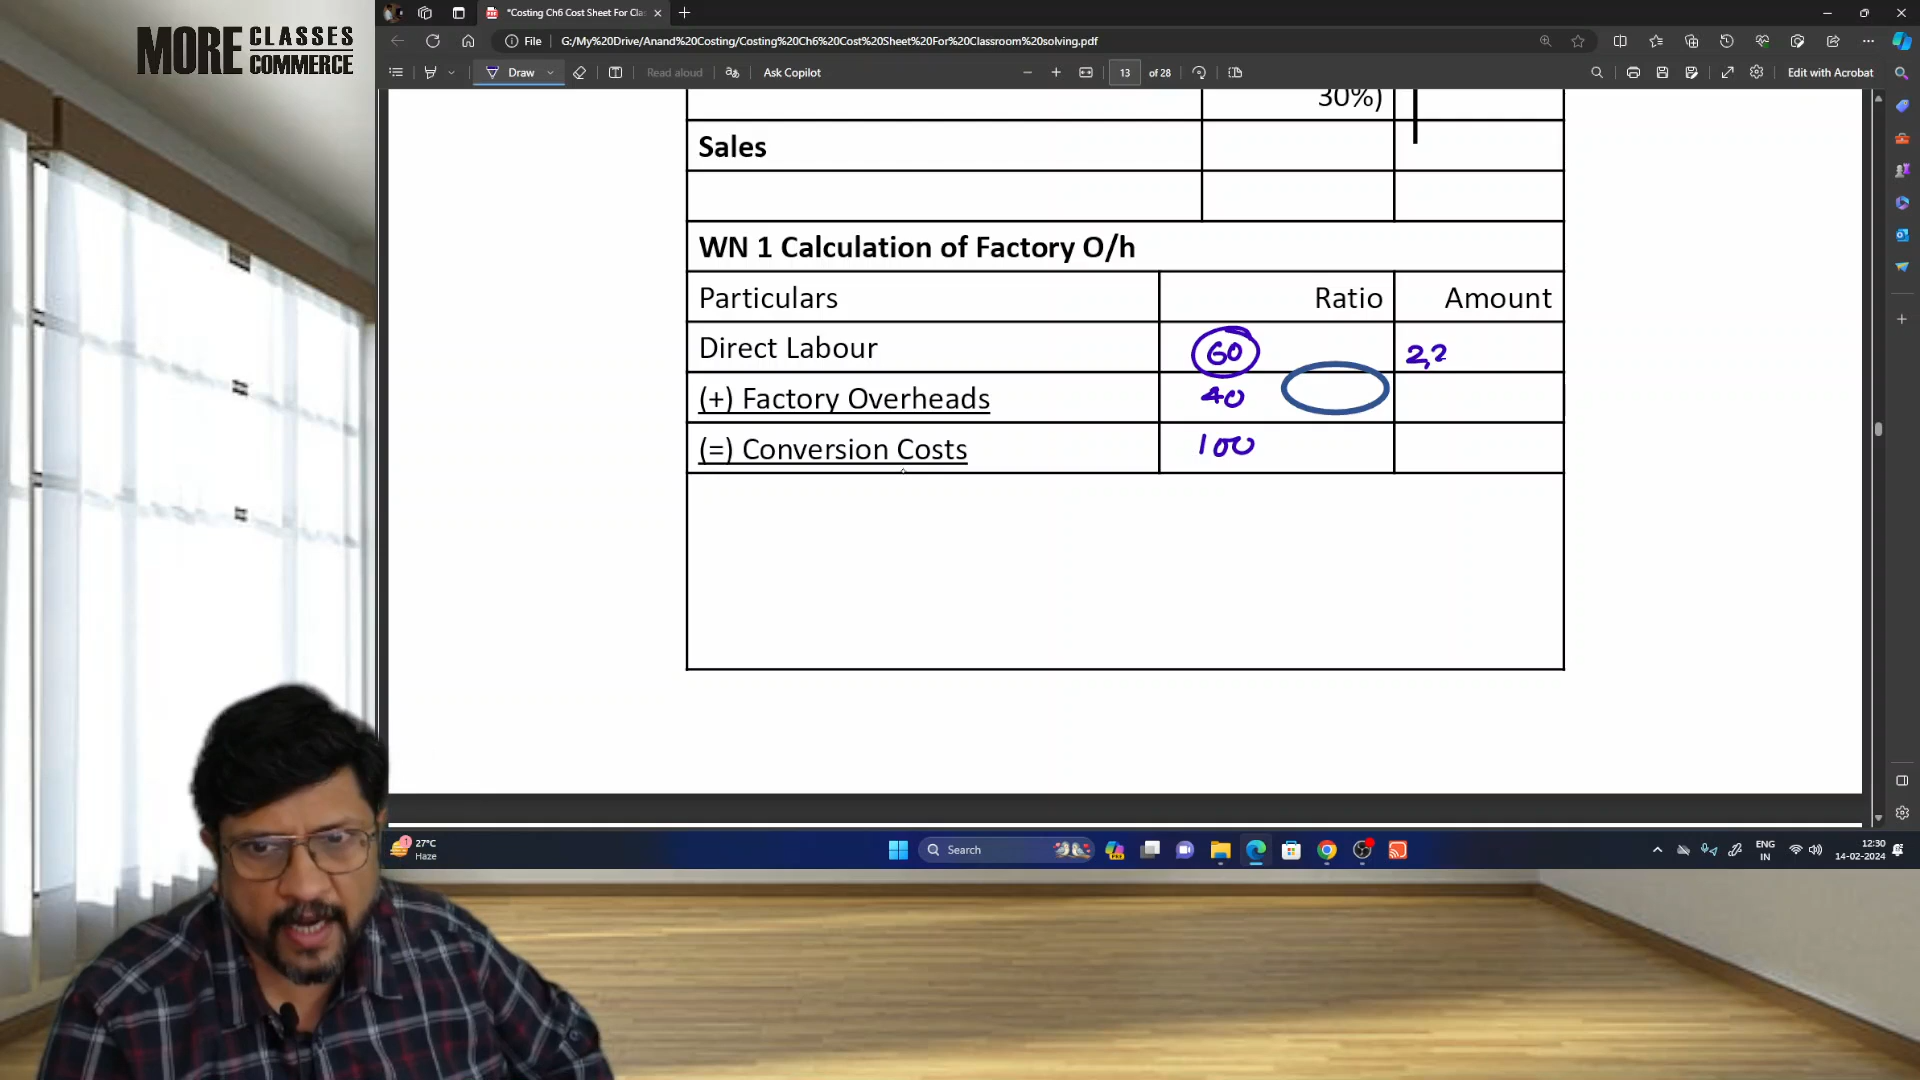 MORE CLASSES COMMERCE
*Costing Ch6 Cost Sheet For Cla
File G:/My%20Drive/Anand%20Costing/Costing%20Ch6%20Cost%20Sheet%20For%20Classroom%20solving.pdf
Draw Read aloud Ask Copilot 13 of 28 Edit with Acrobat
30%)
Sales
WN 1 Calculation of Factory O/h
Particulars Ratio Amount
Direct Labour 60 2,2
(+) Factory Overheads 40
(=) Conversion Costs 100
27°C
Haze
Search
ENG
IN
12:30
14-02-2024